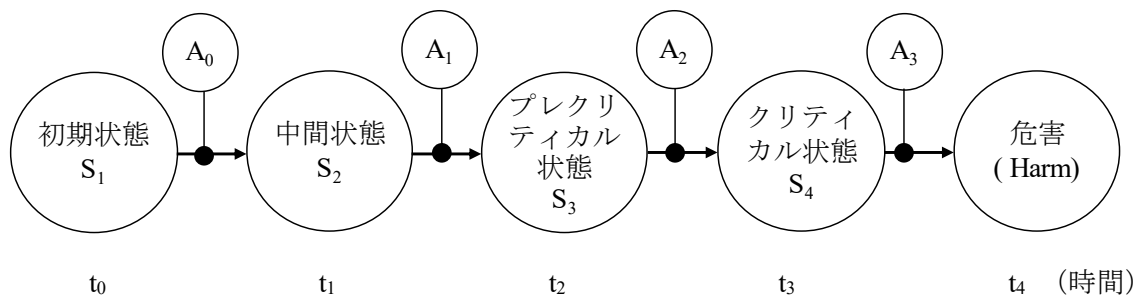 A₀
A₁
A₂
A₃
初期状態
S₁
中間状態
S₂
プレクリ
ティカル
状態
S₃
クリティ
カル状態
S₄
危害
( Harm)
t₀
t₁
t₂
t₃
t₄ (時間)